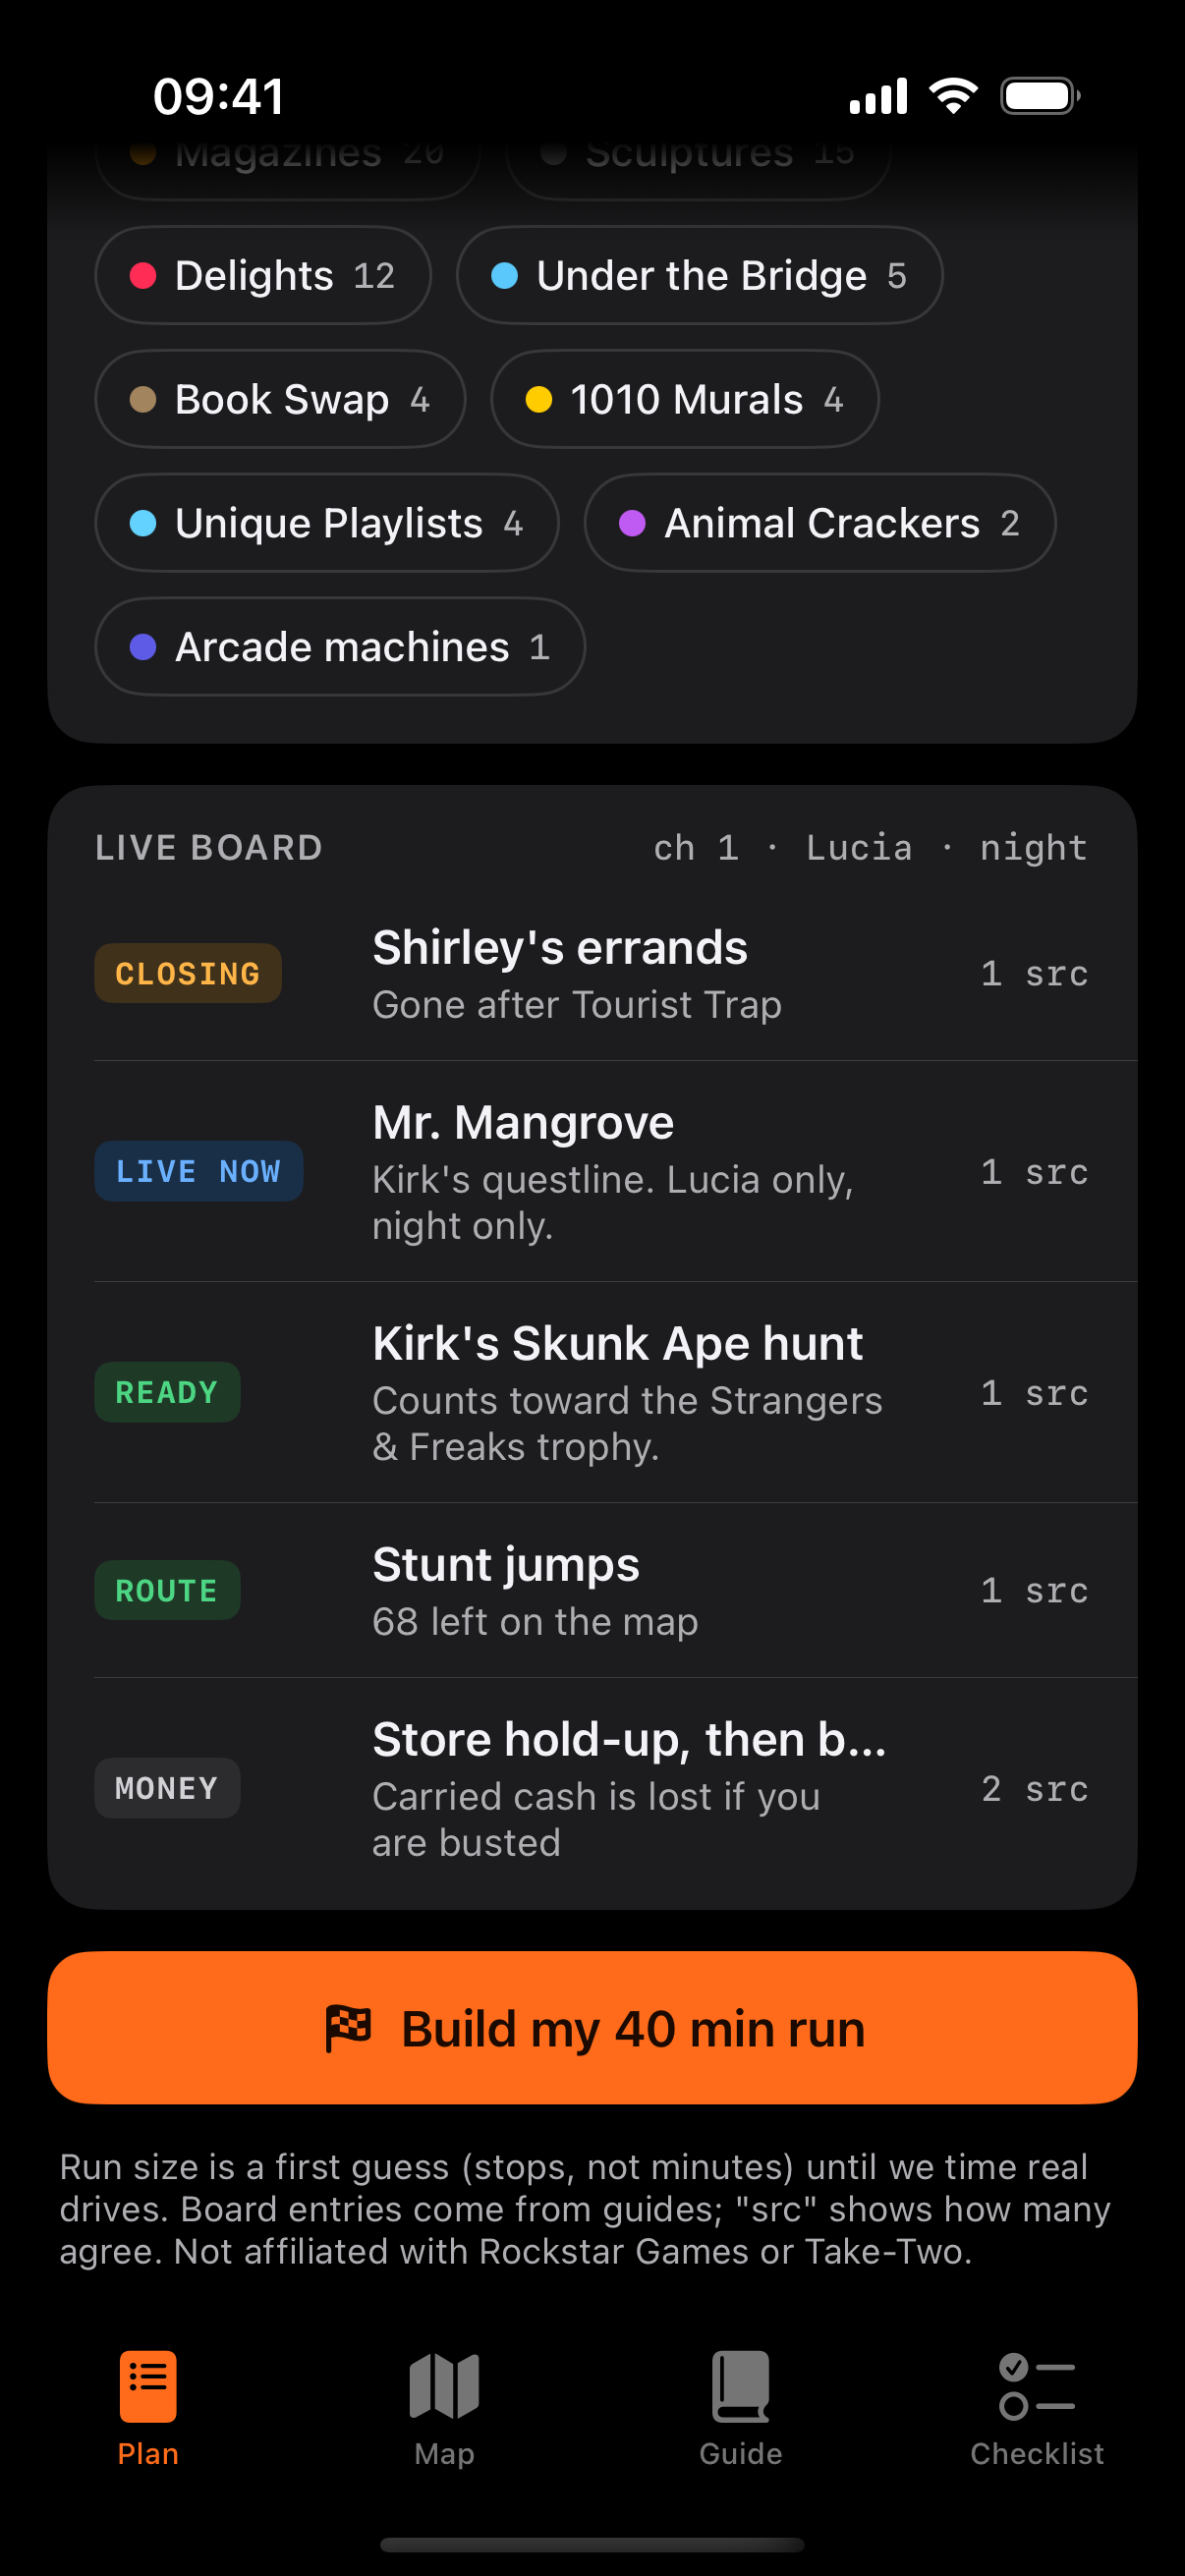 09:41
Magazines 20 Sculptures 15
Delights 12 Under the Bridge 5
Book Swap 4 1010 Murals 4
Unique Playlists 4 Animal Crackers 2
Arcade machines 1
LIVE BOARD ch 1 · Lucia · night
CLOSING
Shirley's errands
Gone after Tourist Trap
1 src
LIVE NOW
Mr. Mangrove
Kirk's questline. Lucia only,
night only.
1 src
READY
Kirk's Skunk Ape hunt
Counts toward the Strangers
& Freaks trophy.
1 src
ROUTE
Stunt jumps
68 left on the map
1 src
MONEY
Store hold-up, then b...
Carried cash is lost if you
are busted
2 src
Build my 40 min run
Run size is a first guess (stops, not minutes) until we time real
drives. Board entries come from guides; "src" shows how many
agree. Not affiliated with Rockstar Games or Take-Two.
Plan Map Guide Checklist